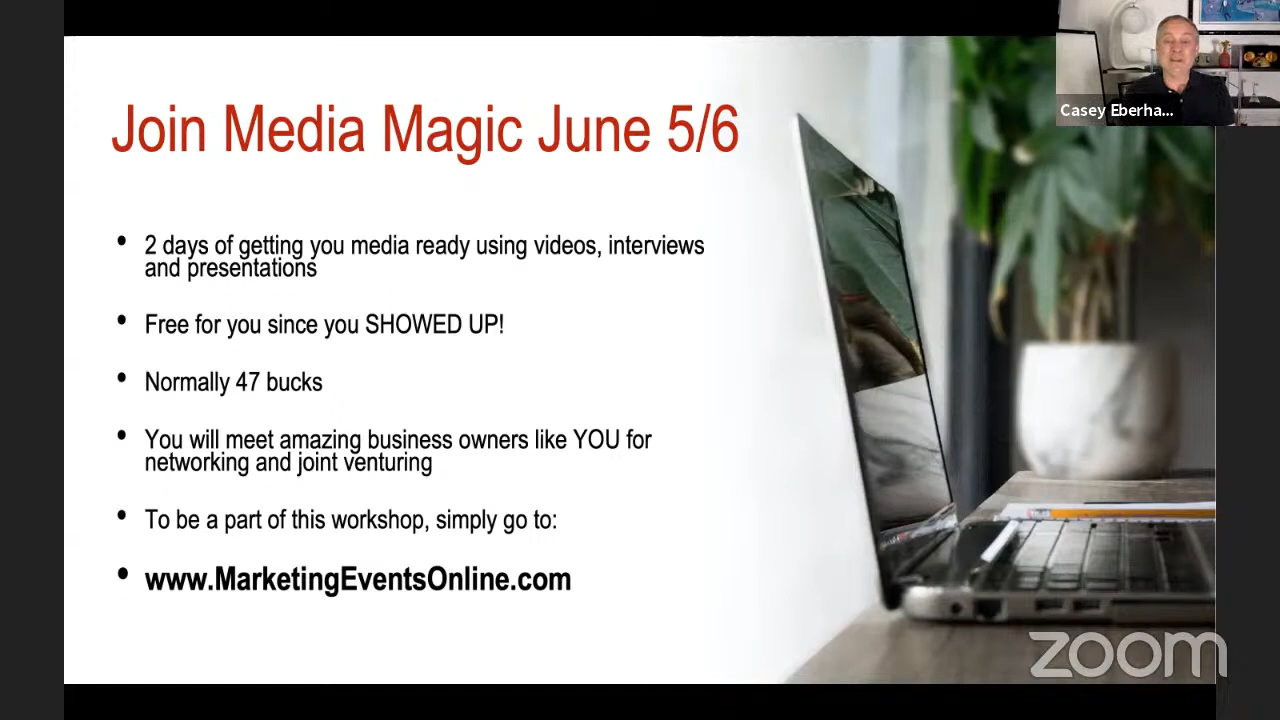 Casey Eberha...
Join Media Magic June 5/6
• 2 days of getting you media ready using videos, interviews
and presentations
• Free for you since you SHOWED UP!
• Normally 47 bucks
• You will meet amazing business owners like YOU for
networking and joint venturing
• To be a part of this workshop, simply go to:
• www.MarketingEventsOnline.com
zoom